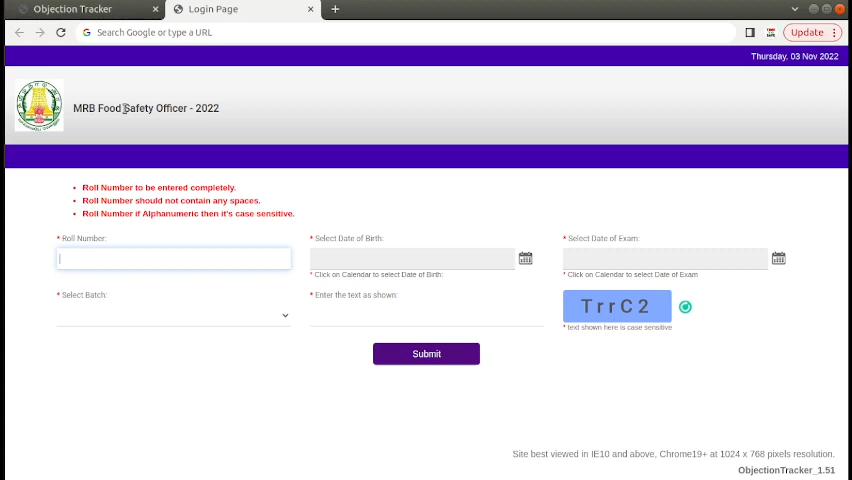 Objection Tracker
Login Page
Search Google or type a URL
Update
Thursday, 03 Nov 2022
MRB Food Safety Officer - 2022
Roll Number to be entered completely.
Roll Number should not contain any spaces.
Roll Number if Alphanumeric then it's case sensitive.
* Roll Number:
* Select Date of Birth:
* Select Date of Exam:
* Click on Calendar to select Date of Birth:
* Click on Calendar to select Date of Exam
* Select Batch:
* Enter the text as shown:
TrrC2
* text shown here is case sensitive
Submit
Site best viewed in IE10 and above, Chrome19+ at 1024 x 768 pixels resolution.
ObjectionTracker_1.51